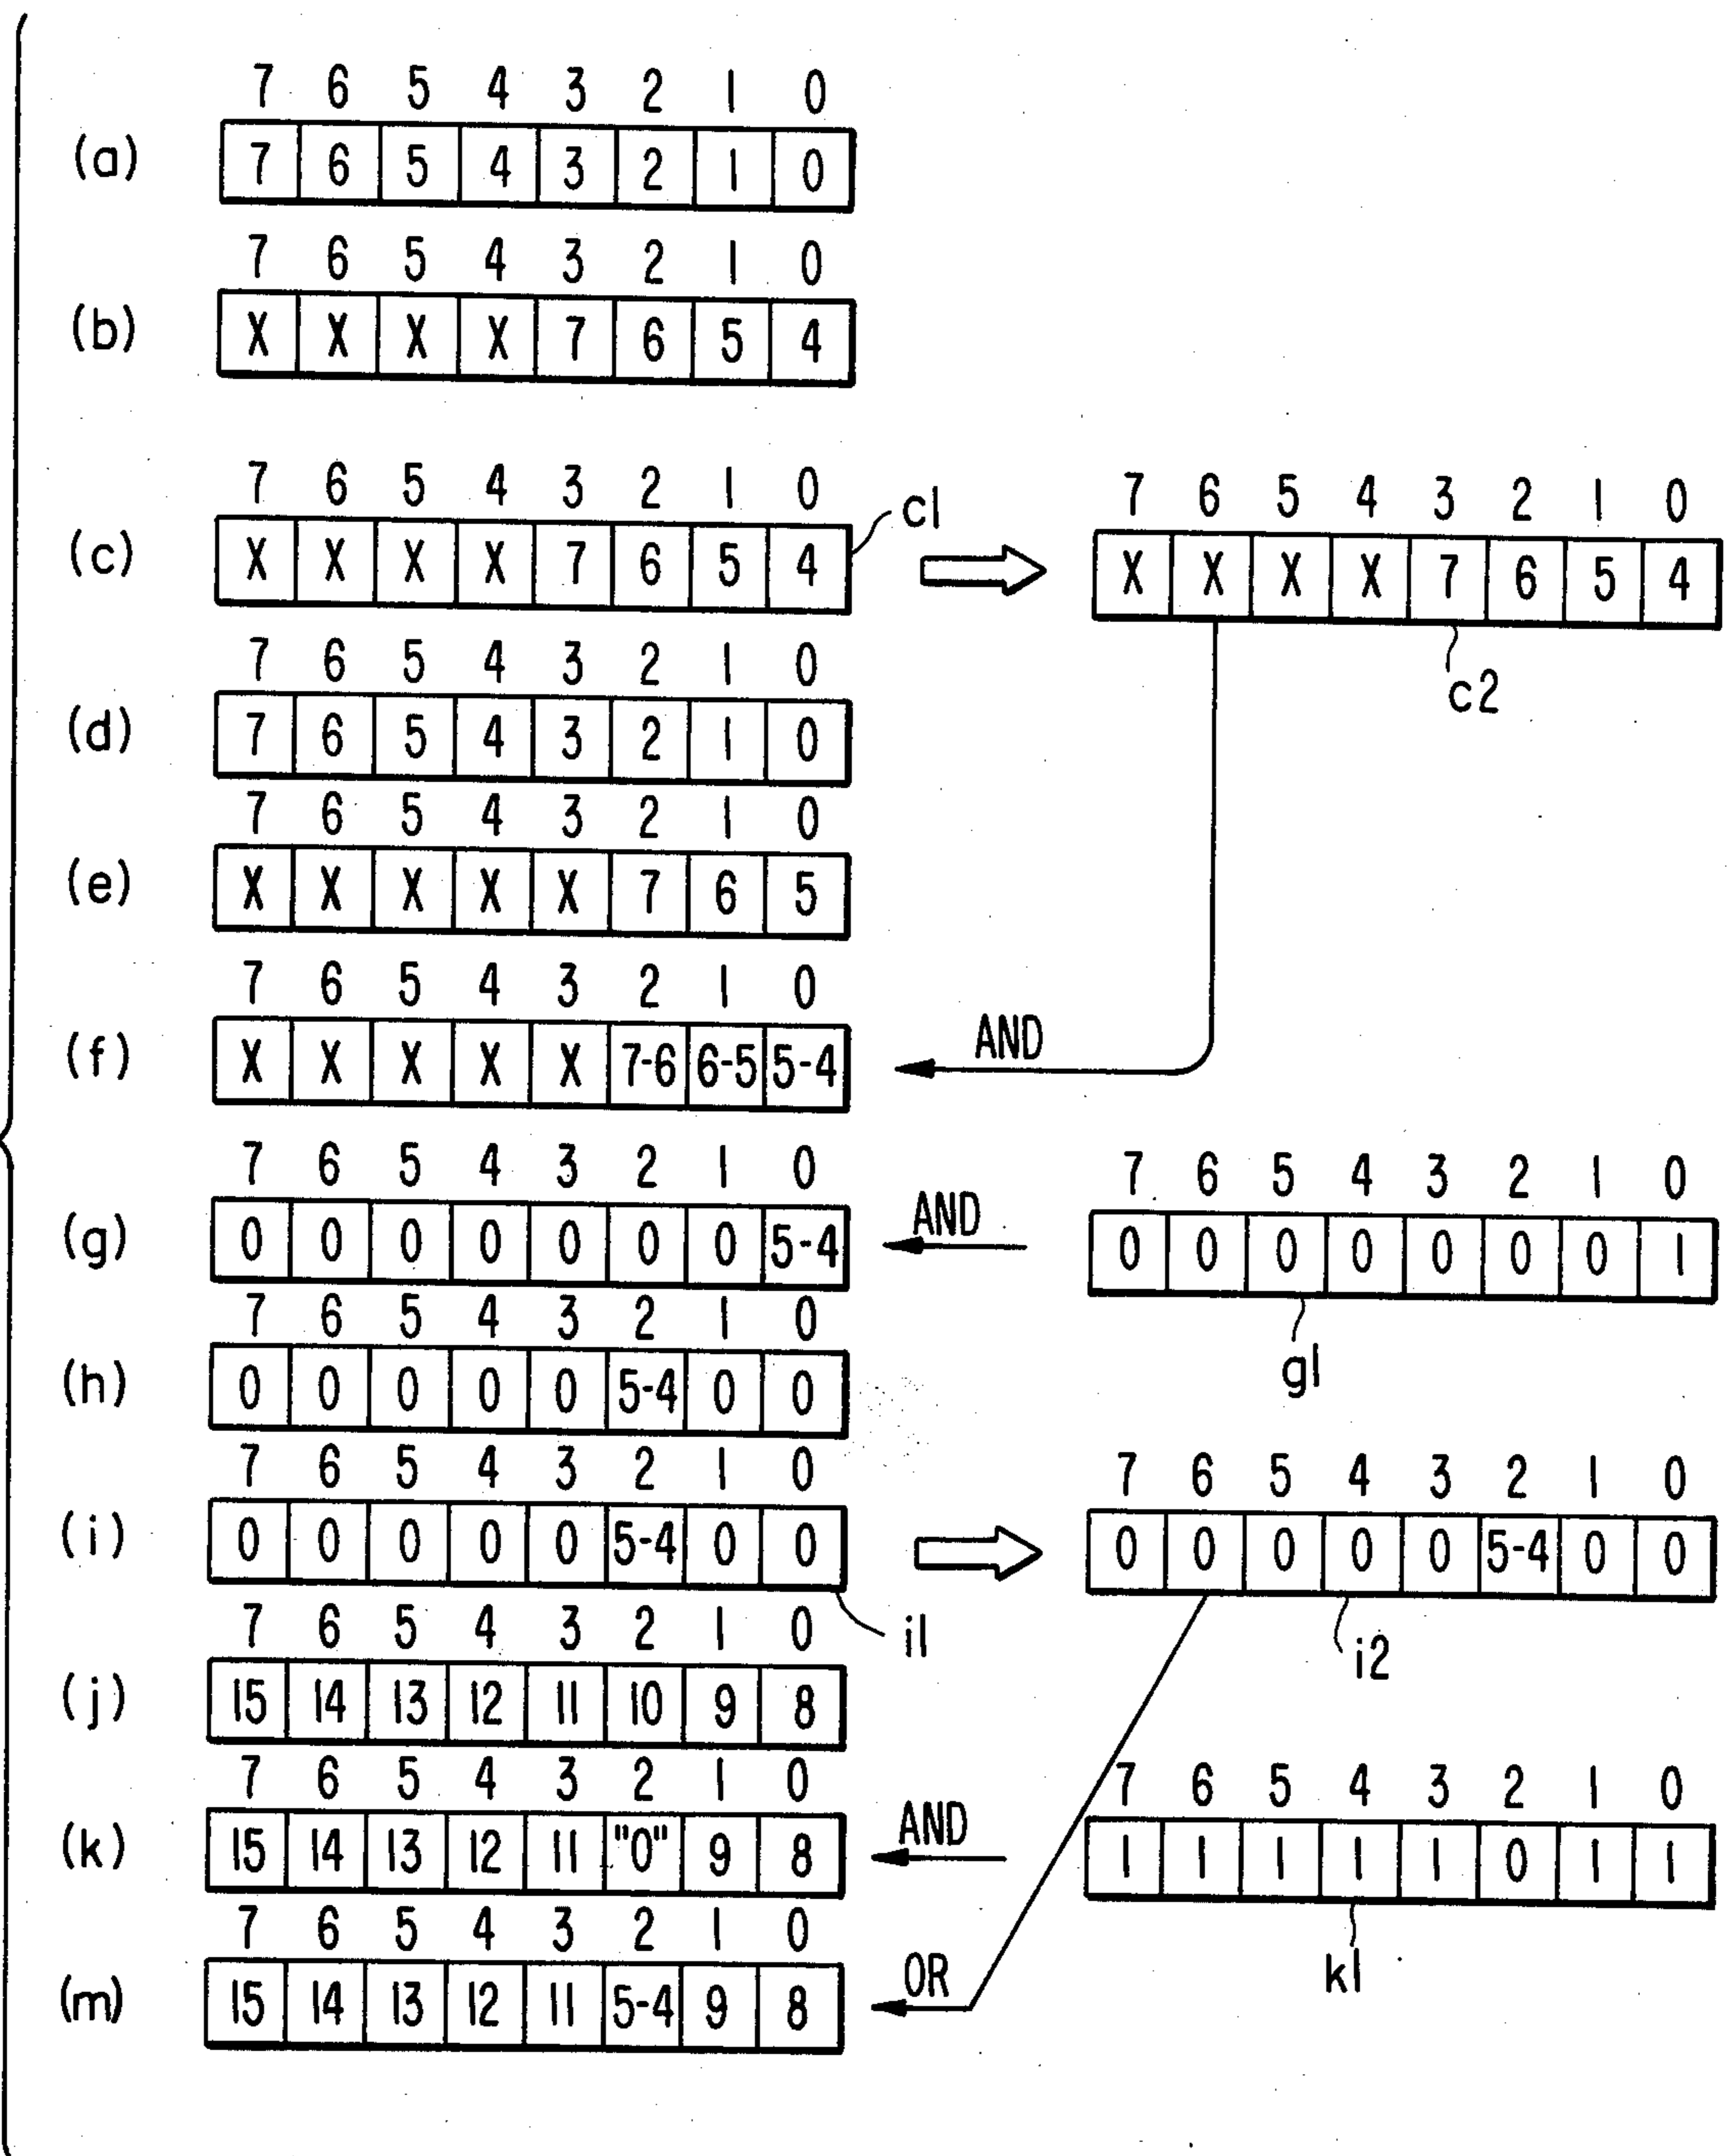 7 6 5 4 3 2 1 0
(a) 7 6 5 4 3 2 1 0
7 6 5 4 3 2 1 0
(b) X X X X 7 6 5 4
7 6 5 4 3 2 1 0 c1 7 6 5 4 3 2 1 0
(c) X X X X 7 6 5 4 X X X X 7 6 5 4
7 6 5 4 3 2 1 0 c2
(d) 7 6 5 4 3 2 1 0
7 6 5 4 3 2 1 0
(e) X X X X X 7 6 5
7 6 5 4 3 2 1 0
(f) X X X X X 7-6 6-5 5-4 AND
7 6 5 4 3 2 1 0 7 6 5 4 3 2 1 0
(g) 0 0 0 0 0 0 0 5-4 AND 0 0 0 0 0 0 0 1
7 6 5 4 3 2 1 0 g1
(h) 0 0 0 0 0 5-4 0 0
7 6 5 4 3 2 1 0 7 6 5 4 3 2 1 0
(i) 0 0 0 0 0 5-4 0 0 0 0 0 0 0 5-4 0 0
7 6 5 4 3 2 1 0 i1 i2
(j) 15 14 13 12 11 10 9 8
7 6 5 4 3 2 1 0 7 6 5 4 3 2 1 0
(k) 15 14 13 12 11 "0" 9 8 AND 1 1 1 1 1 0 1 1
7 6 5 4 3 2 1 0 k1
(m) 15 14 13 12 11 5-4 9 8 OR